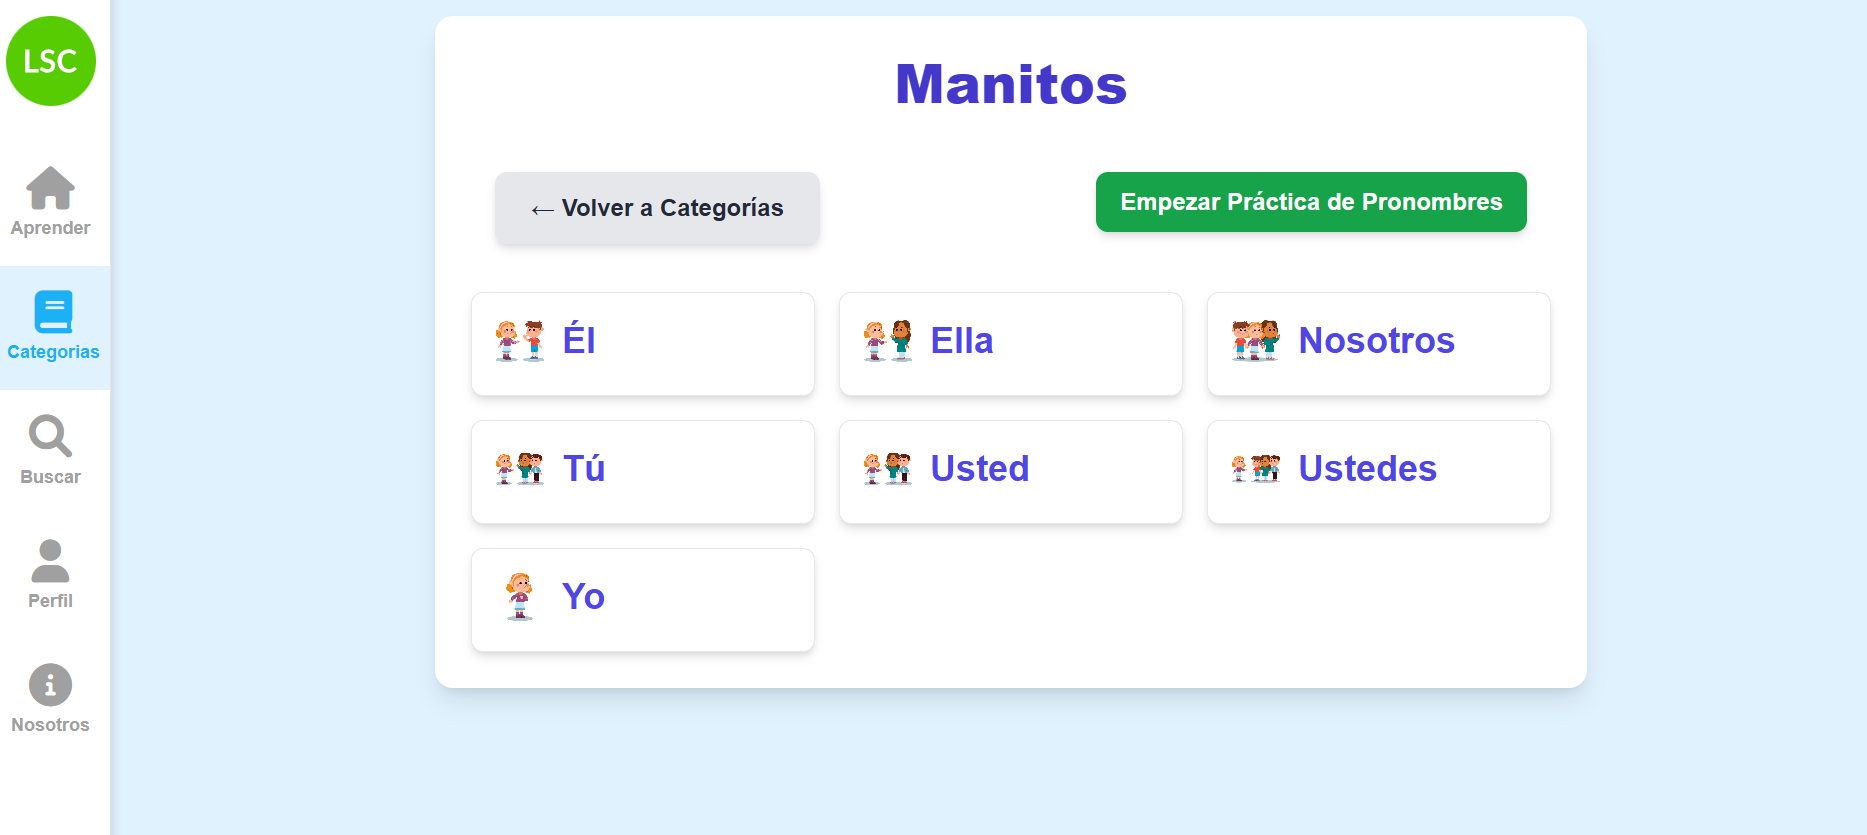 LSC
Aprender
Categorias
Buscar
Perfil
Nosotros
Manitos
← Volver a Categorías
Empezar Práctica de Pronombres
Él
Ella
Nosotros
Tú
Usted
Ustedes
Yo